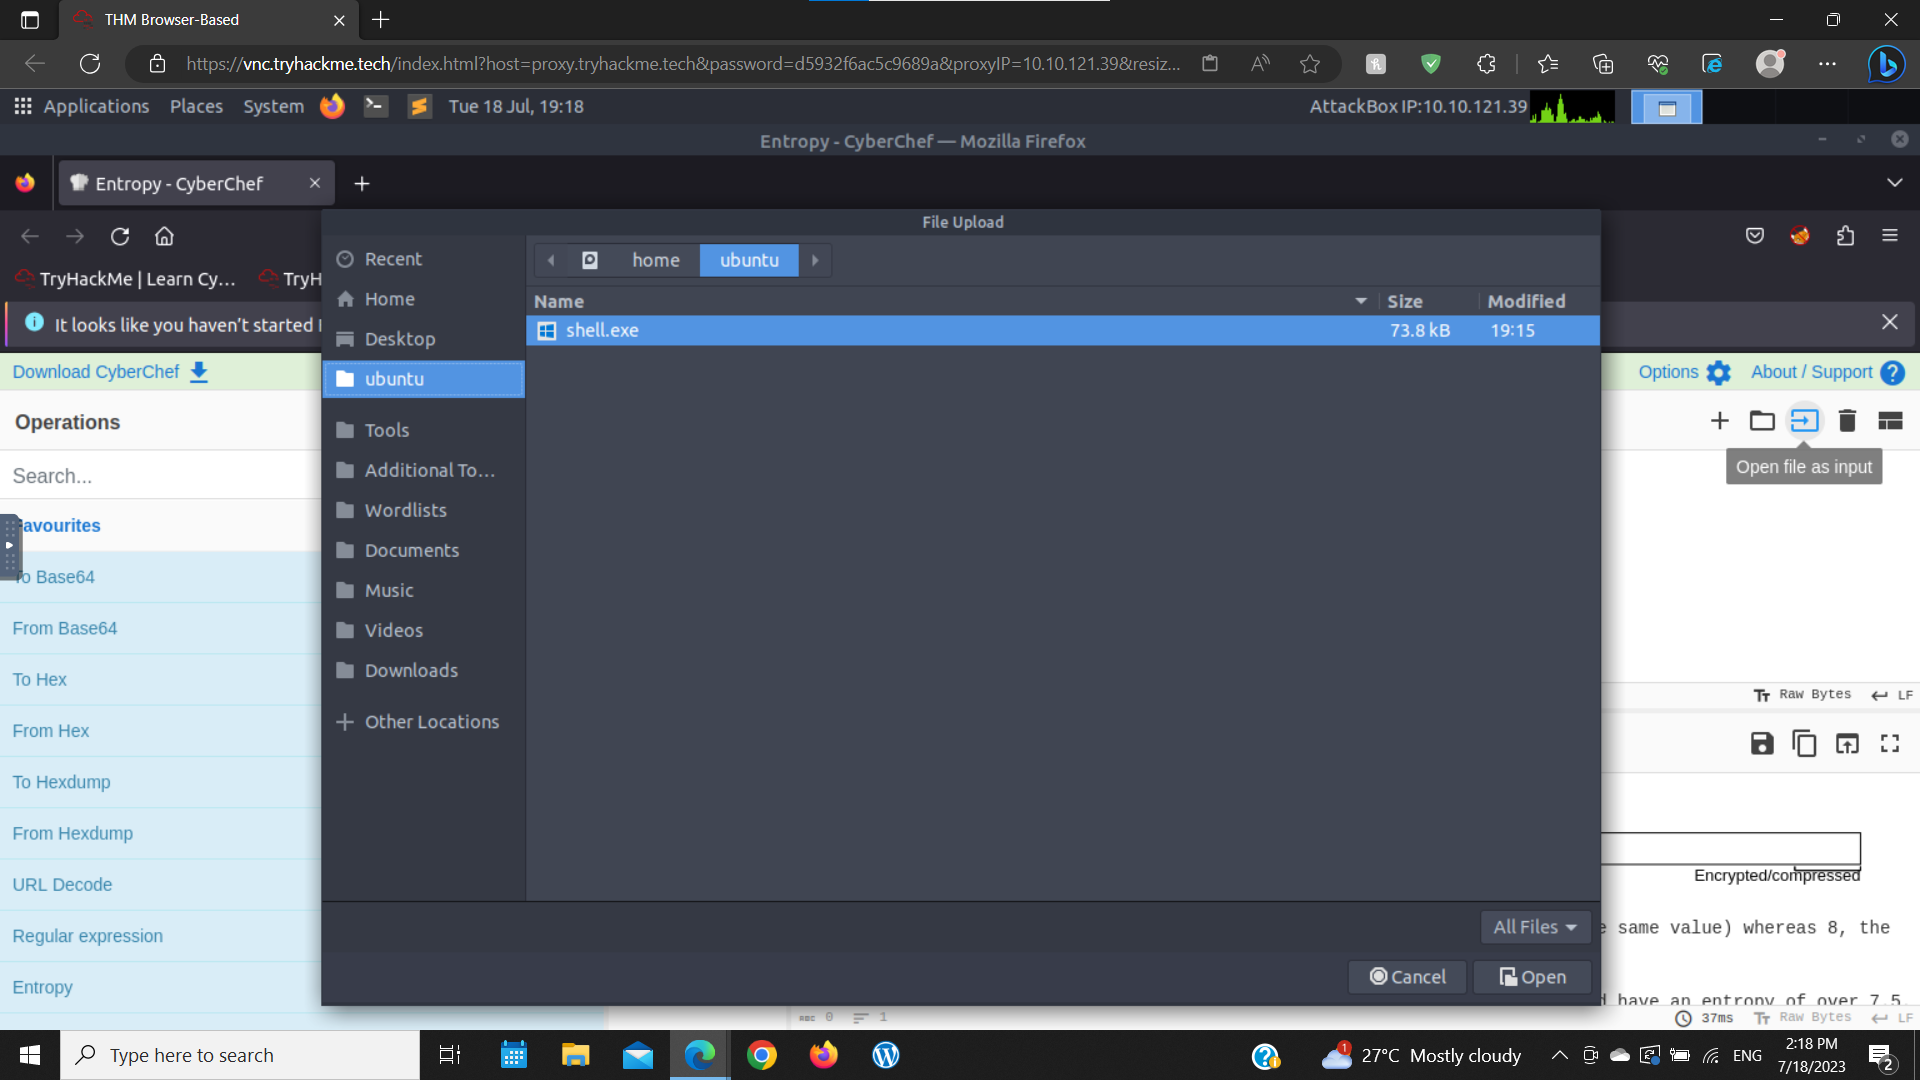 THM Browser-Based
https://vnc.tryhackme.tech/index.html?host=proxy.tryhackme.tech&password=d5932f6ac5c9689a&proxyIP=10.10.121.39&resiz...
Applications Places System Tue 18 Jul, 19:18 AttackBox IP:10.10.121.39
Entropy - CyberChef — Mozilla Firefox
Entropy - CyberChef
File Upload
Recent
home ubuntu
TryHackMe | Learn Cy... TryH
Home
Name Size Modified
It looks like you haven't started
Desktop
shell.exe 73.8 kB 19:15
Download CyberChef
ubuntu
Options About / Support
Operations
Tools
Search...
Additional To...
Open file as input
Wordlists
avourites
Documents
To Base64
Music
From Base64
Videos
To Hex
Downloads
Raw Bytes LF
From Hex
Other Locations
To Hexdump
From Hexdump
Encrypted/compressed
URL Decode
All Files
e same value) whereas 8, the
Regular expression
Cancel Open
Entropy
d have an entropy of over 7.5.
0 1 37ms Raw Bytes LF
Type here to search
1 27°C Mostly cloudy ENG
2:18 PM
7/18/2023
2